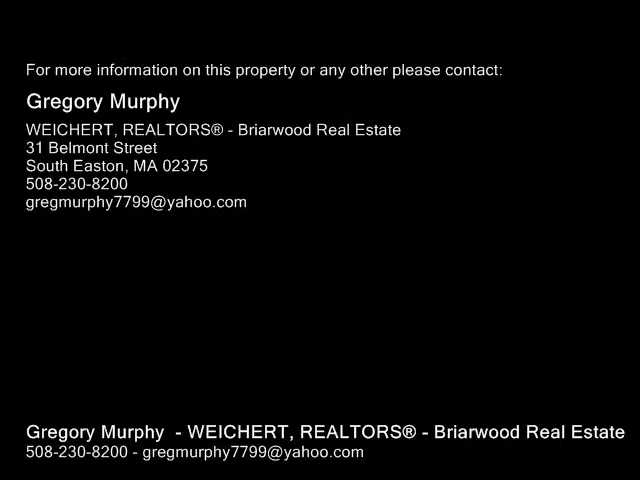 For more information on this property or any other please contact:
Gregory Murphy
WEICHERT, REALTORS® - Briarwood Real Estate
31 Belmont Street
South Easton, MA 02375
508-230-8200
gregmurphy7799@yahoo.com
Gregory Murphy - WEICHERT, REALTORS® - Briarwood Real Estate
508-230-8200 - gregmurphy7799@yahoo.com